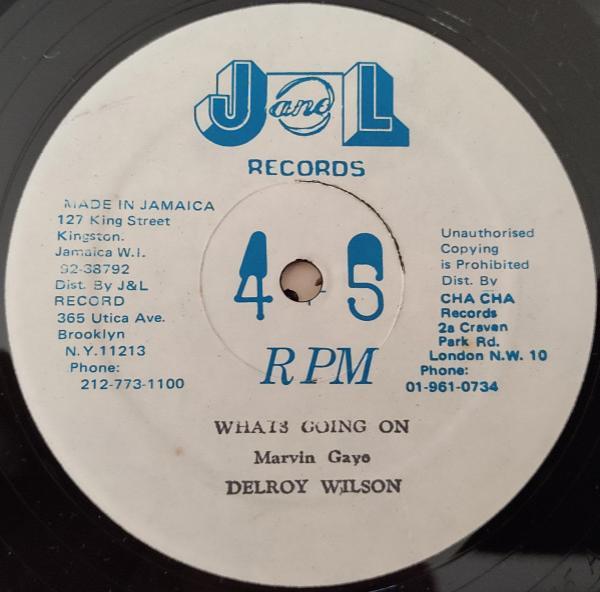 J and L
RECORDS
MADE IN JAMAICA
127 King Street
Kingston.
Jamaica W.I.
92-38792
Dist. By J&L
RECORD
365 Utica Ave.
Brooklyn
N.Y.11213
Phone:
212-773-1100
4-5
RPM
Unauthorised
Copying
is Prohibited
Dist. By
CHA CHA
Records
2a Craven
Park Rd.
London N.W. 10
Phone:
01-961-0734
WHATS GOING ON
Marvin Gaye
DELROY WILSON